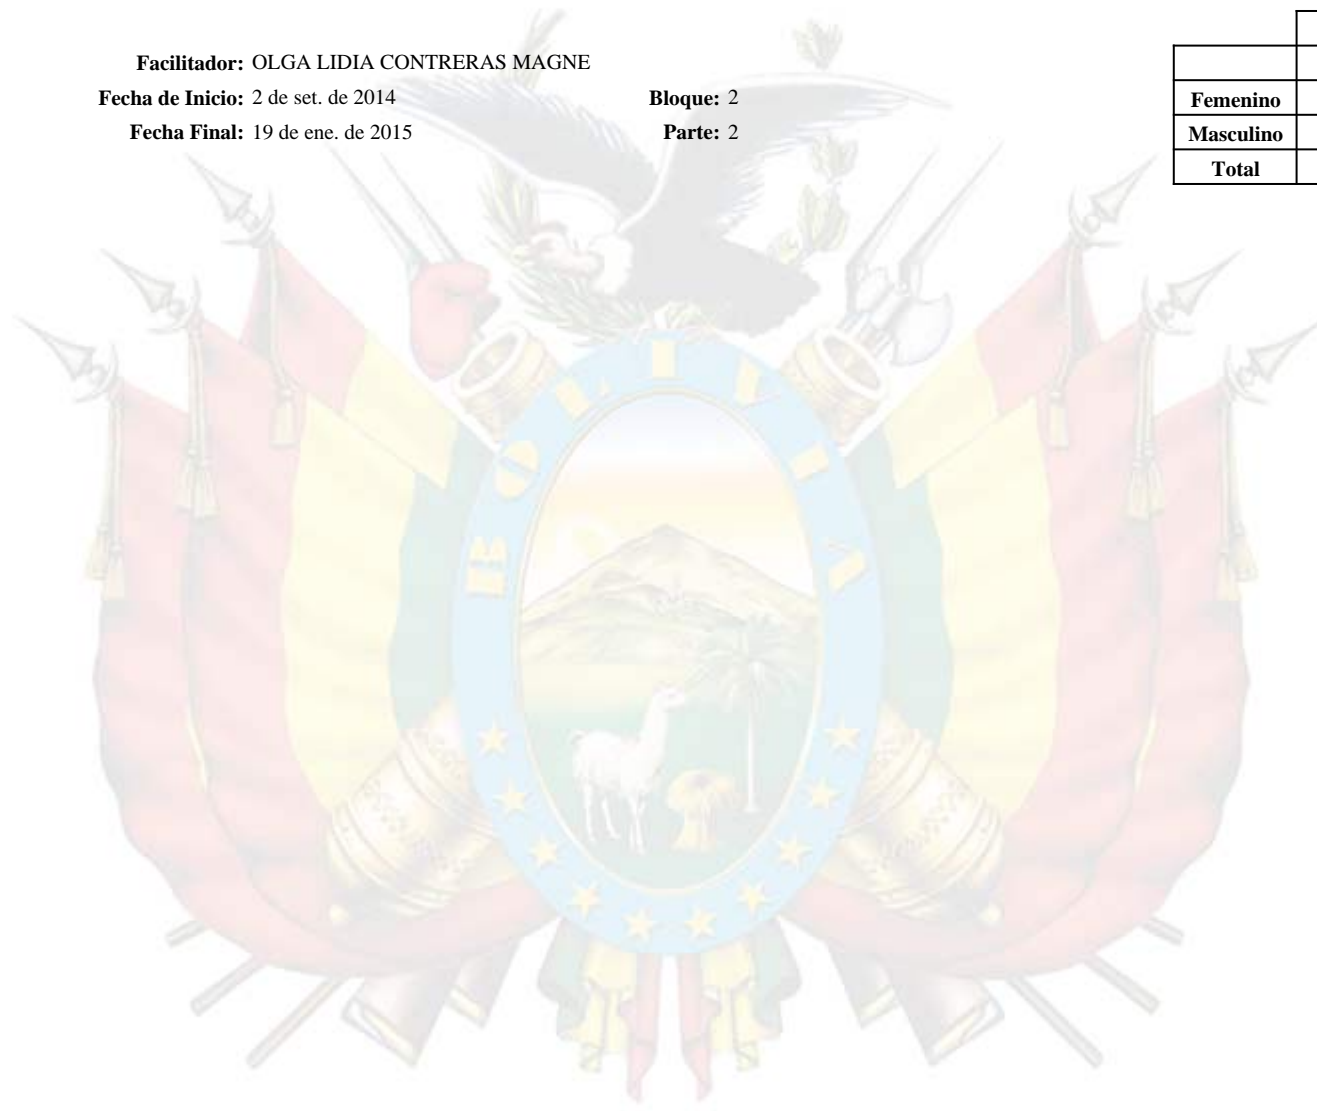 Facilitador: OLGA LIDIA CONTRERAS MAGNE
Fecha de Inicio: 2 de set. de 2014 Bloque: 2
Fecha Final: 19 de ene. de 2015 Parte: 2
Femenino
Masculino
Total
BOLIVIA